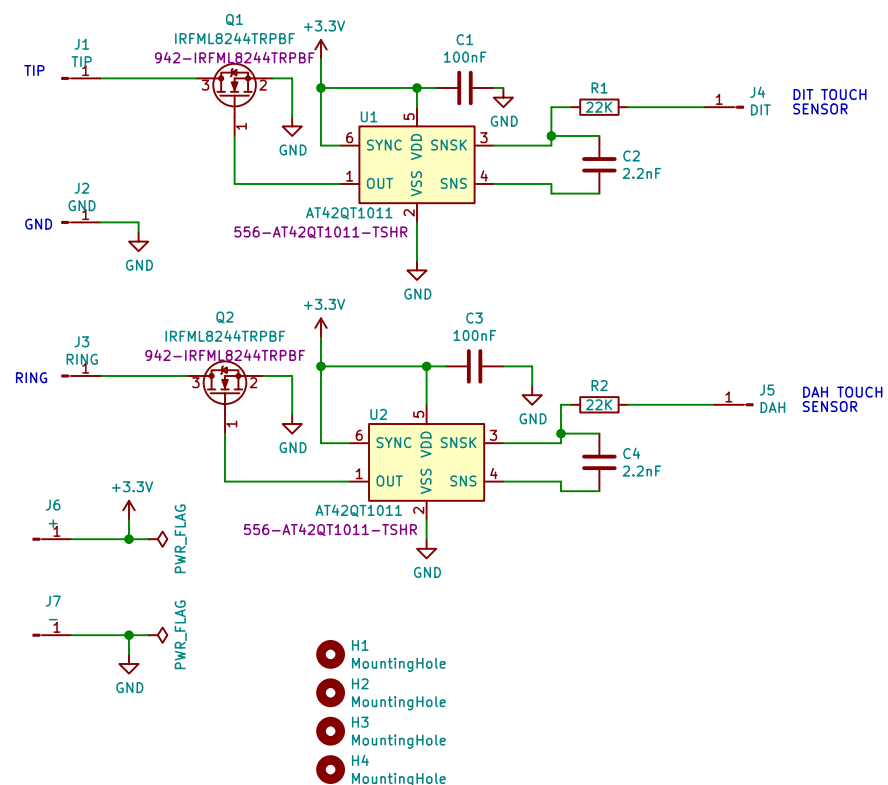 Q1
IRFML8244TRPBF
942-IRFML8244TRPBF
+3.3V
C1
100nF
J1
TIP
TIP
1
3
2
1
GND
GND
R1
22K
1
J4
DIT
DIT TOUCH
SENSOR
U1
5
6
SYNC
VDD
SNSK
3
1
OUT
VSS
SNS
4
2
C2
2.2nF
AT42QT1011
556-AT42QT1011-TSHR
GND
J2
GND
GND
1
GND
+3.3V
Q2
IRFML8244TRPBF
942-IRFML8244TRPBF
C3
100nF
J3
RING
RING
1
3
2
1
GND
GND
R2
22K
1
J5
DAH
DAH TOUCH
SENSOR
U2
5
6
SYNC
VDD
SNSK
3
1
OUT
VSS
SNS
4
2
C4
2.2nF
AT42QT1011
556-AT42QT1011-TSHR
GND
+3.3V
J6
+
1
PWR_FLAG
J7
-
1
PWR_FLAG
GND
H1
MountingHole
H2
MountingHole
H3
MountingHole
H4
MountingHole